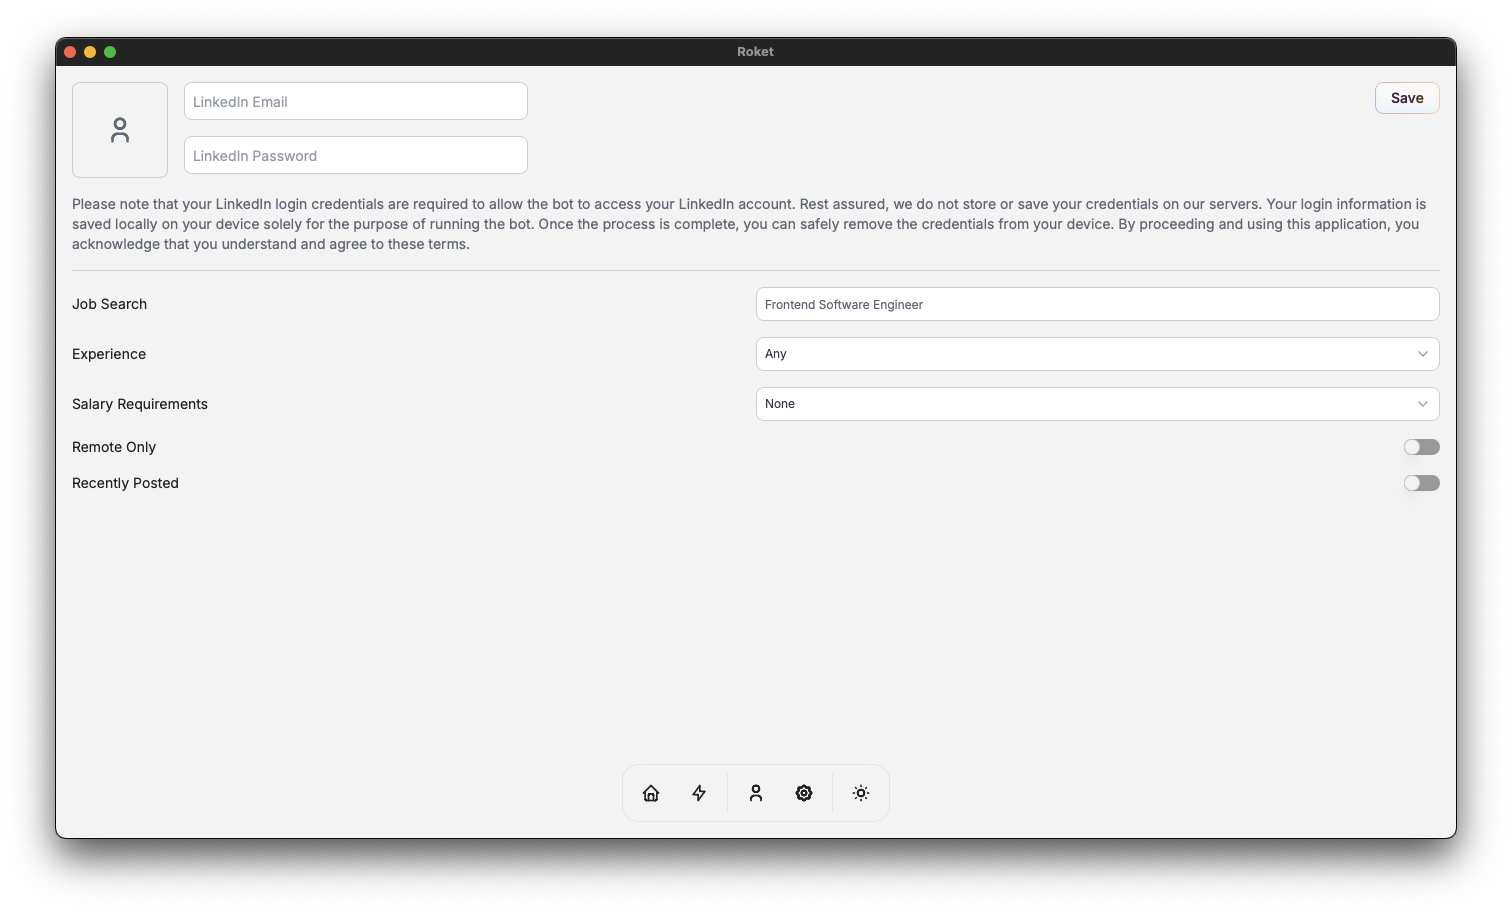 Roket
LinkedIn Email
Save
LinkedIn Password
Please note that your LinkedIn login credentials are required to allow the bot to access your LinkedIn account. Rest assured, we do not store or save your credentials on our servers. Your login information is
saved locally on your device solely for the purpose of running the bot. Once the process is complete, you can safely remove the credentials from your device. By proceeding and using this application, you
acknowledge that you understand and agree to these terms.
Job Search
Frontend Software Engineer
Experience
Any
Salary Requirements
None
Remote Only
Recently Posted